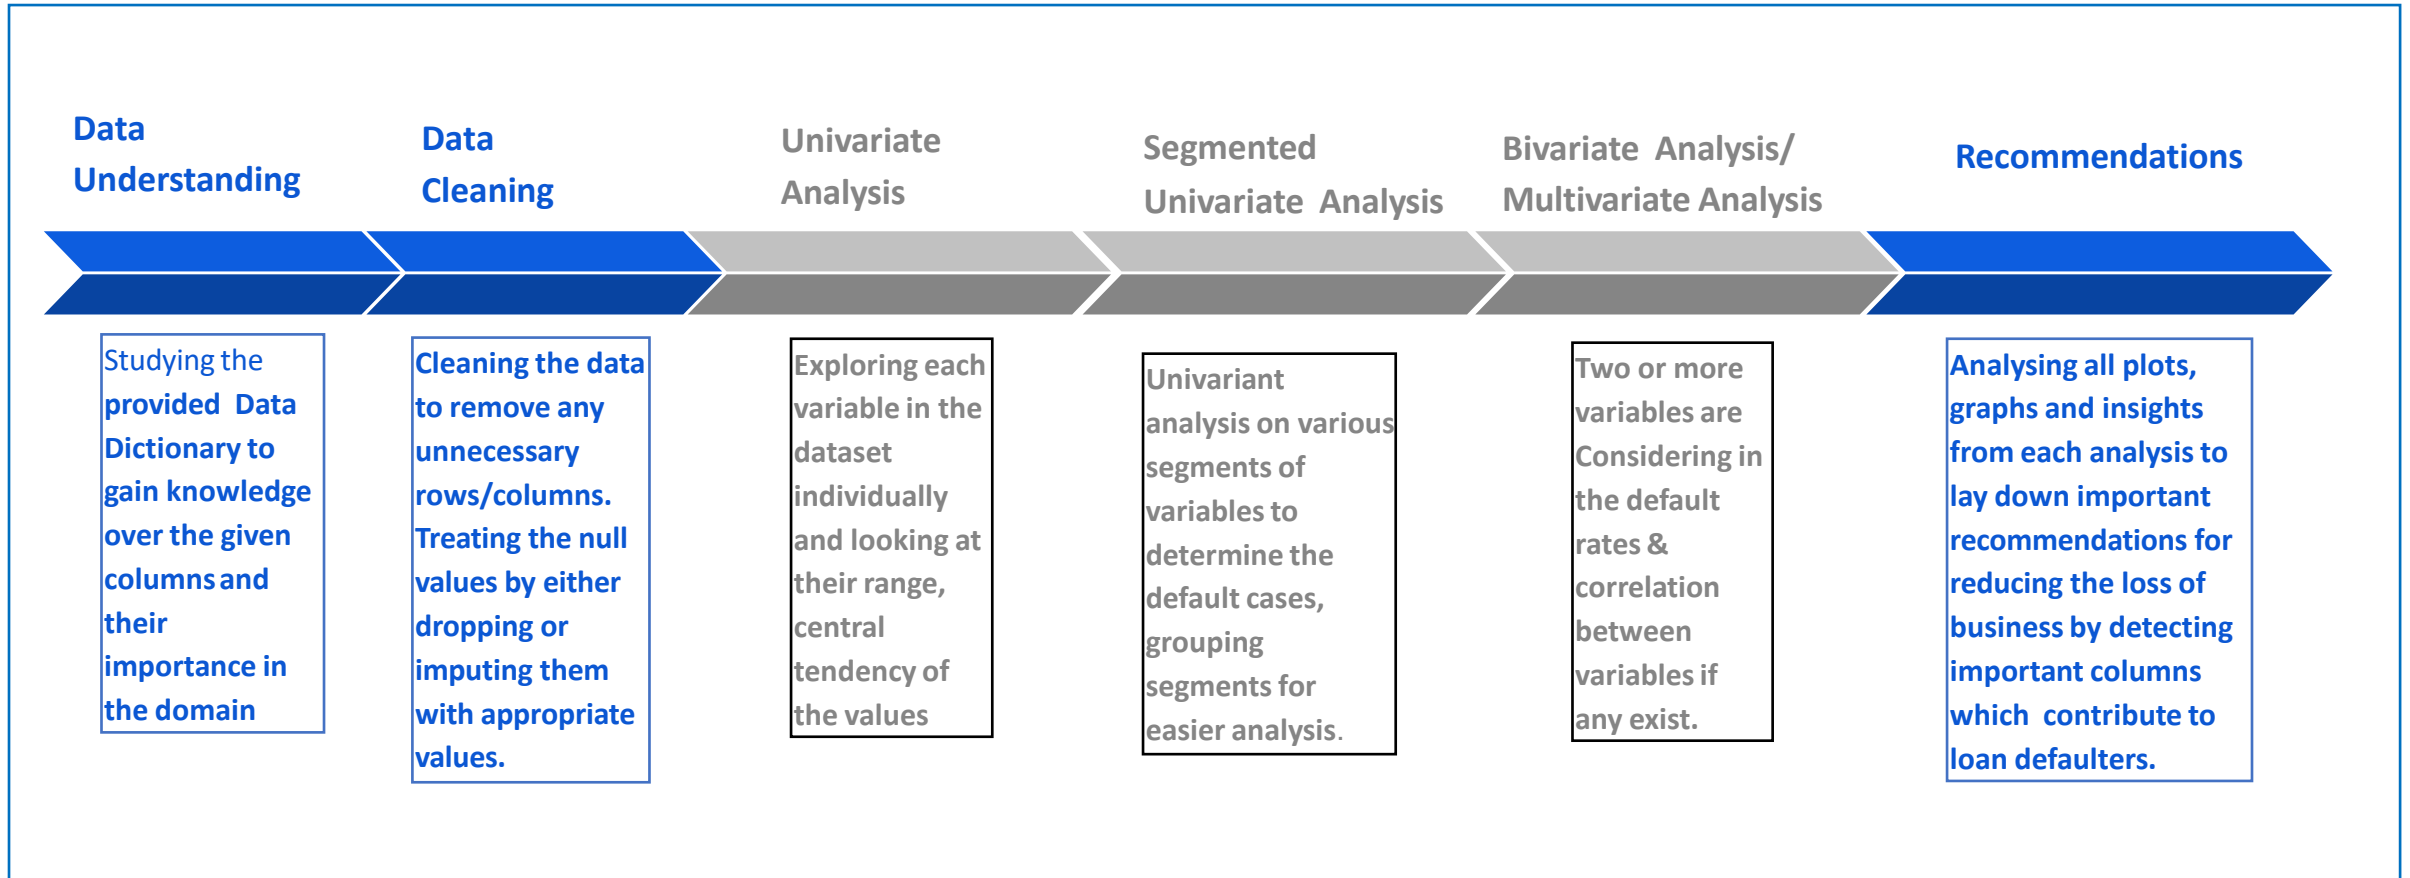 Data
Understanding
Data
Cleaning
Univariate
Analysis
Segmented
Univariate Analysis
Bivariate Analysis/
Multivariate Analysis
Recommendations
Studying the
provided Data
Dictionary to
gain knowledge
over the given
columns and
their
importance in
the domain
Cleaning the data
to remove any
unnecessary
rows/columns.
Treating the null
values by either
dropping or
imputing them
with appropriate
values.
Exploring each
variable in the
dataset
individually
and looking at
their range,
central
tendency of
the values
Univariant
analysis on various
segments of
variables to
determine the
default cases,
grouping
segments for
easier analysis.
Two or more
variables are
Considering in
the default
rates &
correlation
between
variables if
any exist.
Analysing all plots,
graphs and insights
from each analysis to
lay down important
recommendations for
reducing the loss of
business by detecting
important columns
which contribute to
loan defaulters.